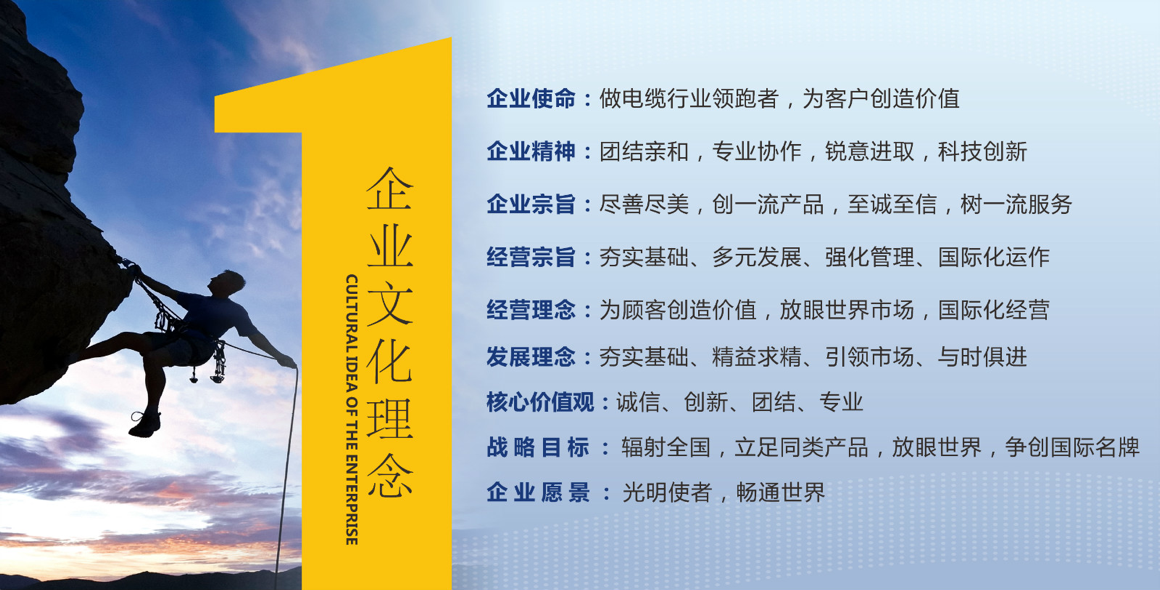 企业文化理念
CULTURAL IDEA OF THE ENTERPRISE
企业使命：做电缆行业领跑者，为客户创造价值
企业精神：团结亲和，专业协作，锐意进取，科技创新
企业宗旨：尽善尽美，创一流产品，至诚至信，树一流服务
经营宗旨：夯实基础、多元发展、强化管理、国际化运作
经营理念：为顾客创造价值，放眼世界市场，国际化经营
发展理念：夯实基础、精益求精、引领市场、与时俱进
核心价值观：诚信、创新、团结、专业
战略目标：辐射全国，立足同类产品，放眼世界，争创国际名牌
企业愿景：光明使者，畅通世界